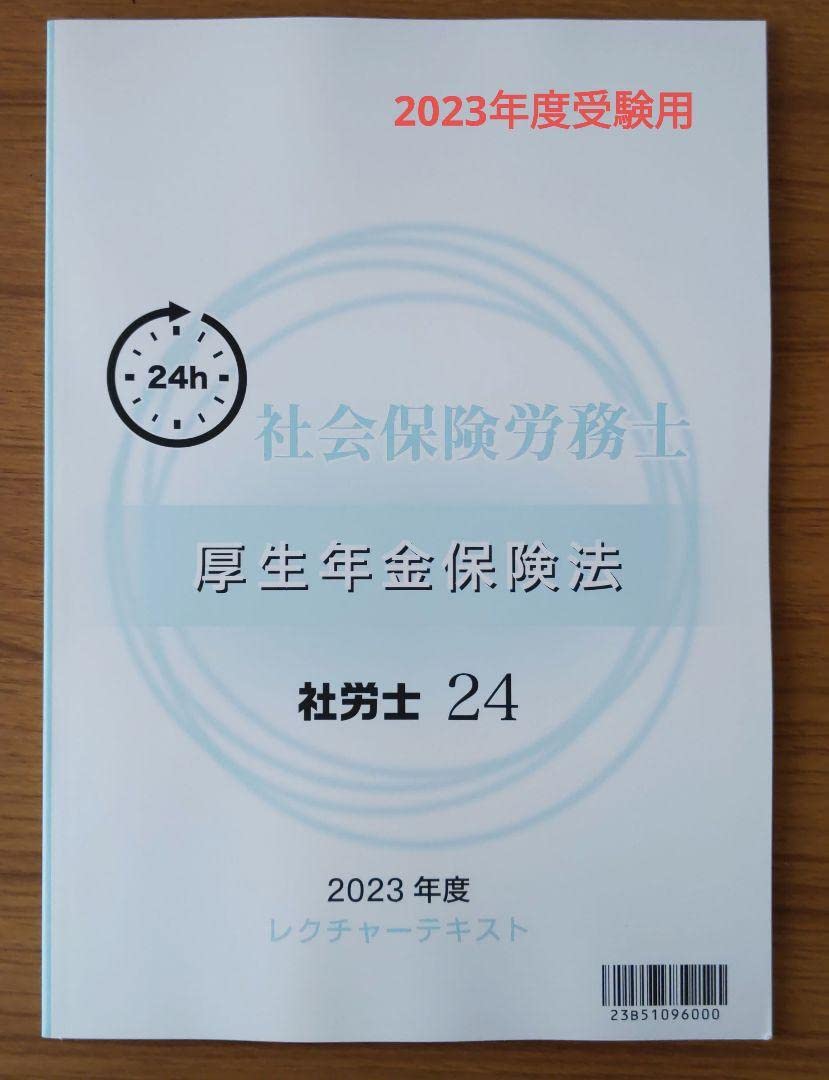 2023年度受験用
24h
社会保険労務士
厚生年金保険法
社労士 24
2023 年度
レクチャーテキスト
23B51096000